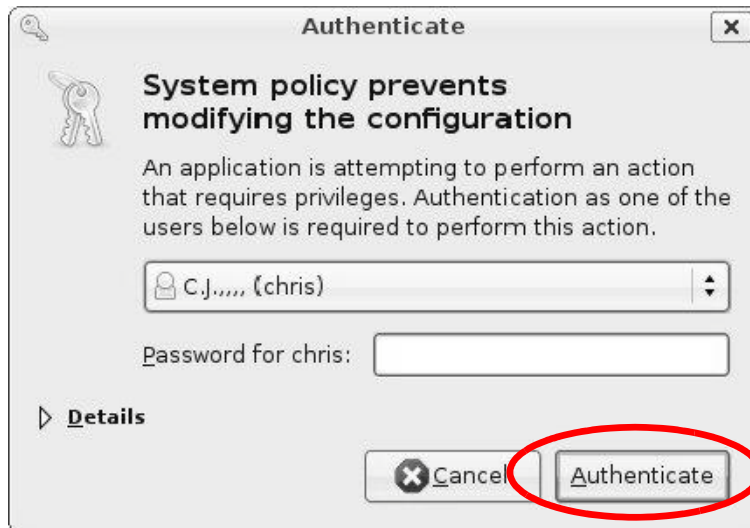 Authenticate
System policy prevents
modifying the configuration
An application is attempting to perform an action
that requires privileges. Authentication as one of the
users below is required to perform this action.
C.J.,,,, (chris)
Password for chris:
Details
Cancel Authenticate